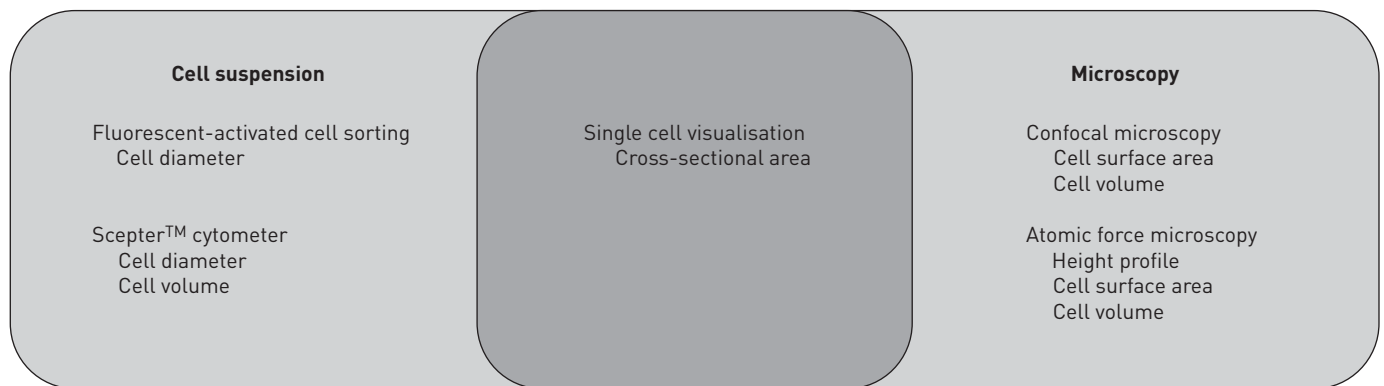 Cell suspension
Fluorescent-activated cell sorting
Cell diameter
Scepter™ cytometer
Cell diameter
Cell volume
Single cell visualisation
Cross-sectional area
Microscopy
Confocal microscopy
Cell surface area
Cell volume
Atomic force microscopy
Height profile
Cell surface area
Cell volume